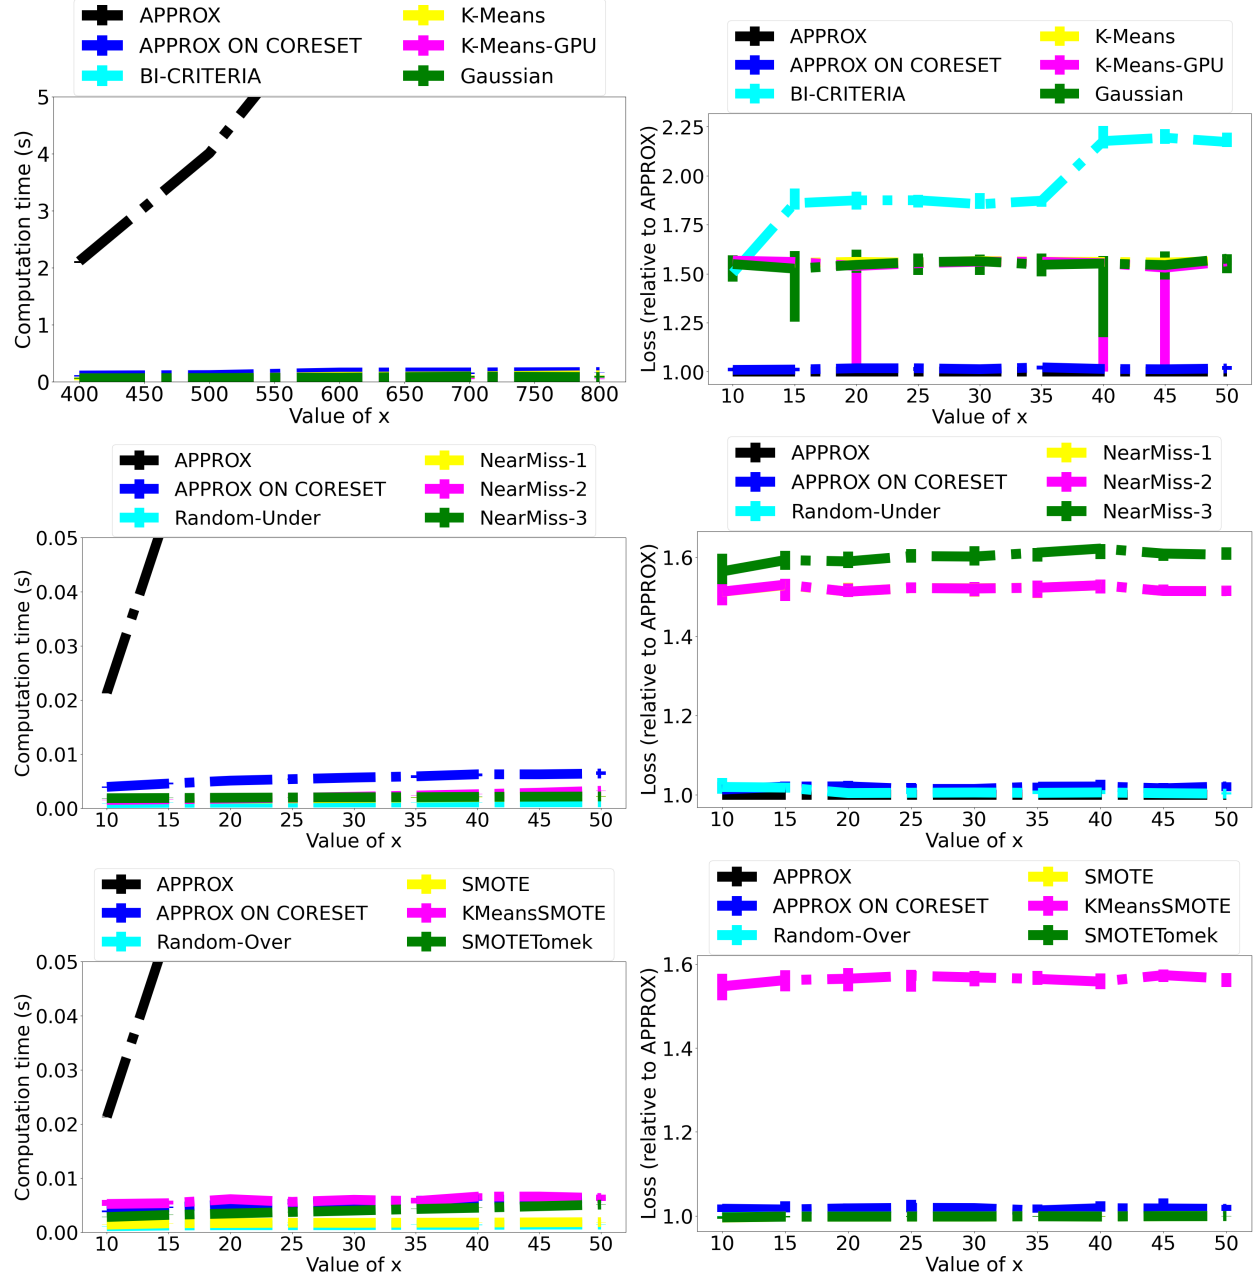 APPROX
APPROX ON CORESET
BI-CRITERIA
K-Means
K-Means-GPU
Gaussian
Computation time (s)
5
4
3
2
1
0
400 450 500 550 600 650 700 750 800
Value of x
APPROX
APPROX ON CORESET
BI-CRITERIA
K-Means
K-Means-GPU
Gaussian
Loss (relative to APPROX)
2.25
2.00
1.75
1.50
1.25
1.00
10 15 20 25 30 35 40 45 50
Value of x
APPROX
APPROX ON CORESET
Random-Under
NearMiss-1
NearMiss-2
NearMiss-3
Computation time (s)
0.05
0.04
0.03
0.02
0.01
0.00
10 15 20 25 30 35 40 45 50
Value of x
APPROX
APPROX ON CORESET
Random-Under
NearMiss-1
NearMiss-2
NearMiss-3
Loss (relative to APPROX)
1.6
1.4
1.2
1.0
10 15 20 25 30 35 40 45 50
Value of x
APPROX
APPROX ON CORESET
Random-Over
SMOTE
KMeansSMOTE
SMOTETomek
Computation time (s)
0.05
0.04
0.03
0.02
0.01
0.00
10 15 20 25 30 35 40 45 50
Value of x
APPROX
APPROX ON CORESET
Random-Over
SMOTE
KMeansSMOTE
SMOTETomek
Loss (relative to APPROX)
1.6
1.4
1.2
1.0
10 15 20 25 30 35 40 45 50
Value of x